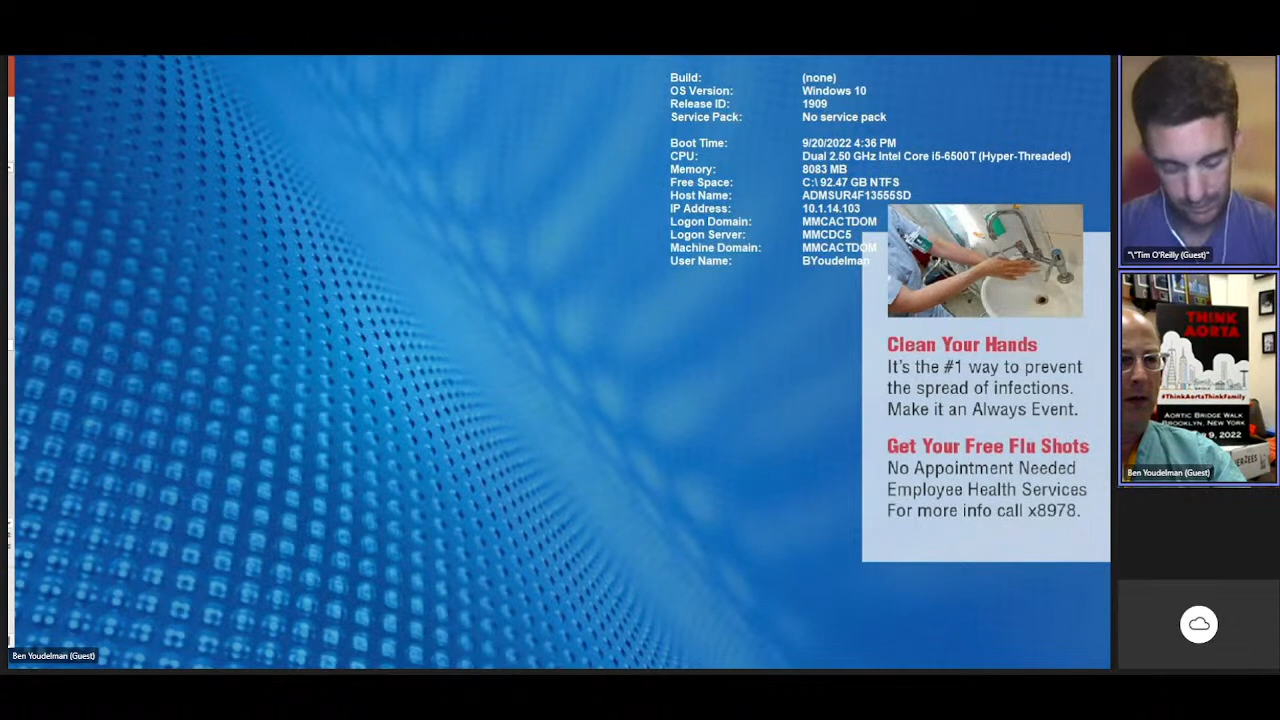 Build: (none)
OS Version: Windows 10
Release ID: 1909
Service Pack: No service pack
Boot Time: 9/20/2022 4:36 PM
CPU: Dual 2.50 GHz Intel Core i5-6500T (Hyper-Threaded)
Memory: 8083 MB
Free Space: C:\ 92.47 GB NTFS
Host Name: ADMSUR4F13555SD
IP Address: 10.1.14.103
Logon Domain: MMCACTDOM
Logon Server: MMCDC5
Machine Domain: MMCACTDOM
User Name: BYoudelman
Clean Your Hands
It's the #1 way to prevent
the spread of infections.
Make it an Always Event.
Get Your Free Flu Shots
No Appointment Needed
Employee Health Services
For more info call x8978.
Ben Youdelman (Guest)
"\"Tim O'Reilly (Guest)"
THINK
AORTA
#ThinkAortaThinkFamily
AORTIC BRIDGE WALK
BROOKLYN, NEW YORK
9, 2022
Ben Youdelman (Guest)